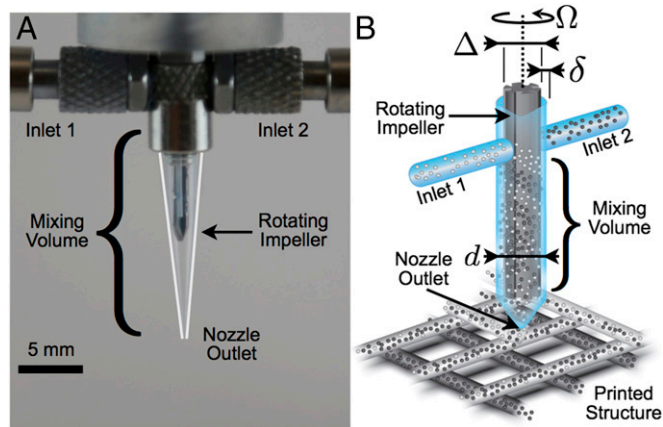 A
Inlet 1
Inlet 2
Mixing
Volume
Rotating
Impeller
Nozzle
Outlet
5 mm
B
Ω
Δ
δ
Rotating
Impeller
Inlet 2
Inlet 1
Mixing
Volume
d
Nozzle
Outlet
Printed
Structure